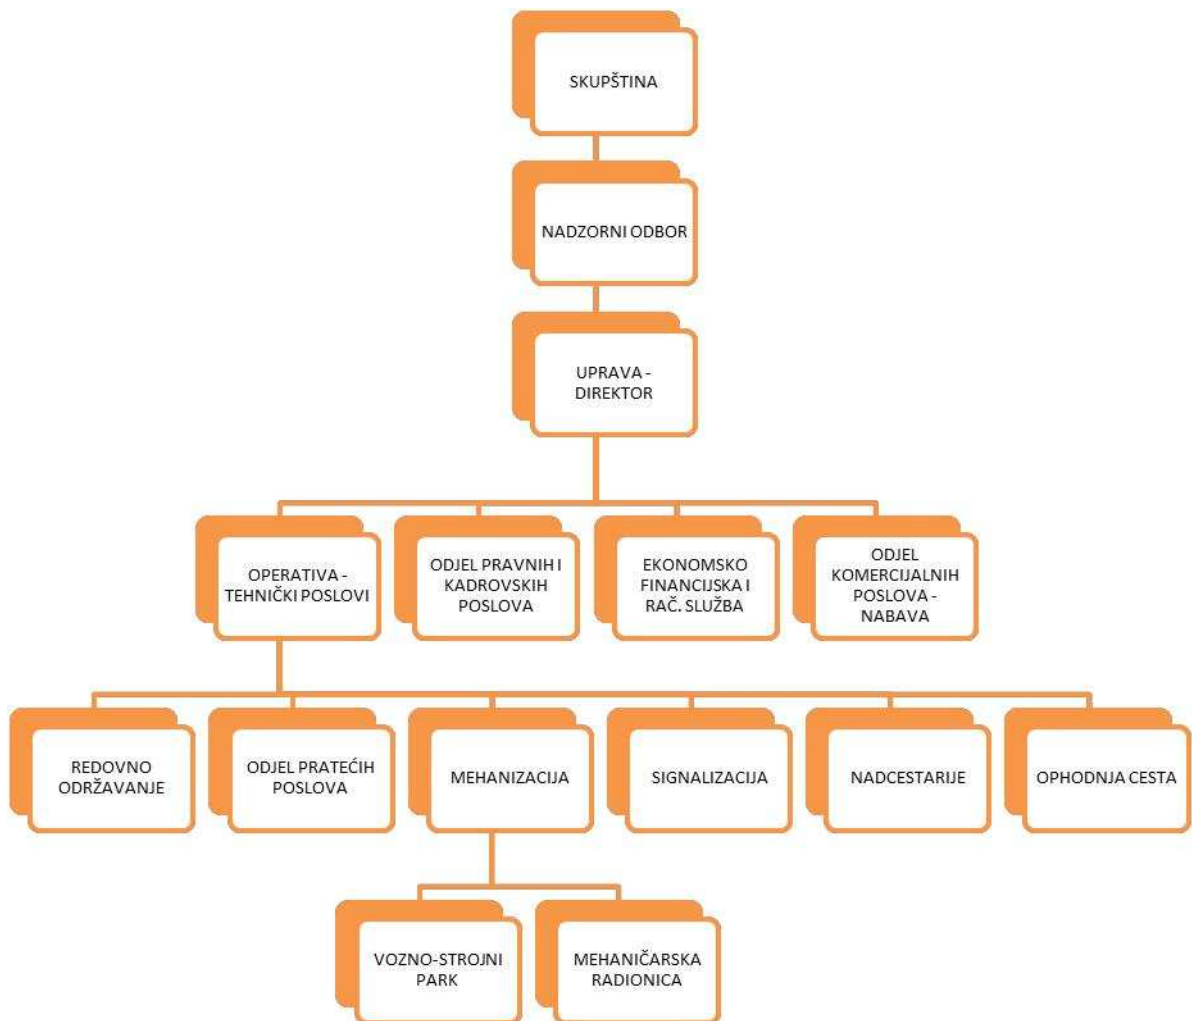 SKUPŠTINA
NADZORNI ODBOR
UPRAVA -
DIREKTOR
OPERATIVA -
TEHNIČKI POSLOVI
ODJEL PRAVNIH I
KADROVSKIH
POSLOVA
EKONOMSKO
FINANCIJSKA I
RAČ. SLUŽBA
ODJEL
KOMERCIJALNIH
POSLOVA -
NABAVA
REDOVNO
ODRŽAVANJE
ODJEL PRATEĆIH
POSLOVA
MEHANIZACIJA
SIGNALIZACIJA
NADCESTARIJE
OPHODNJA CESTA
VOZNO-STROJNI
PARK
MEHANIČARSKA
RADIONICA